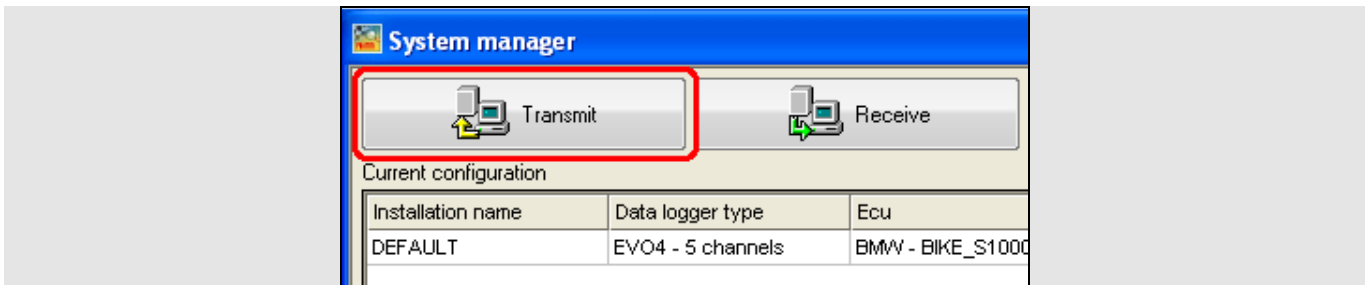 System manager
Transmit Receive
Current configuration
Installation name Data logger type Ecu
DEFAULT EVO4 - 5 channels BMW - BIKE_S1000